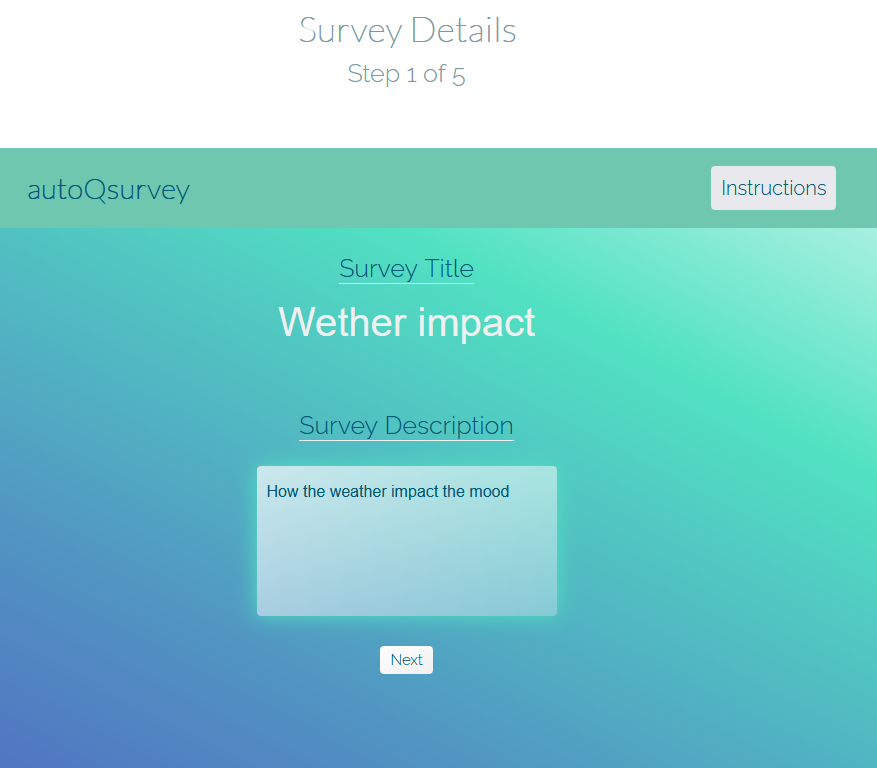 Survey Details
Step 1 of 5
autoQsurvey
Instructions
Survey Title
Wether impact
Survey Description
How the weather impact the mood
Next